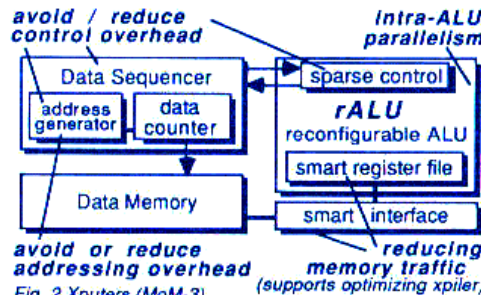 avoid / reduce
control overhead
intra-ALU
parallelism
Data Sequencer
address
generator
data
counter
sparse control
rALU
reconfigurable ALU
smart register file
Data Memory
smart interface
avoid or reduce
addressing overhead
reducing
memory traffic
(supports optimizing xpiler)
Fig. 2 Xputers (MoM-3)